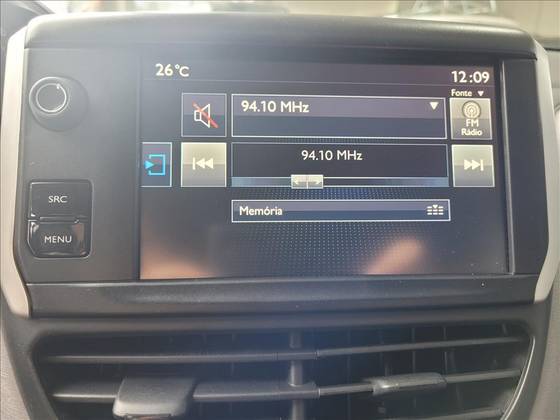 26°C
12:09
Fonte ▼
94.10 MHz
FM
Rádio
94.10 MHz
SRC
MENU
Memória